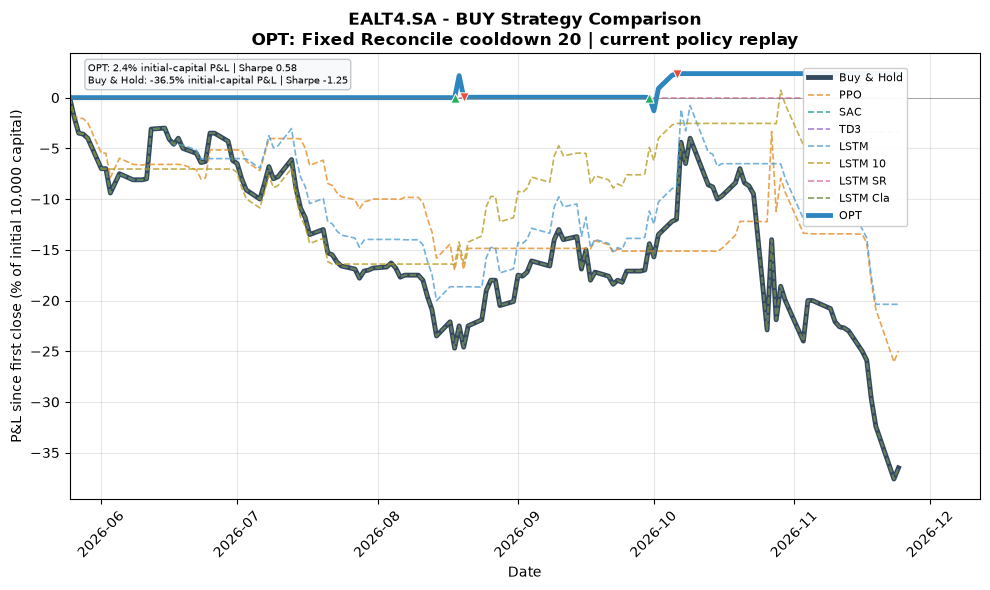 EALT4.SA - BUY Strategy Comparison
OPT: Fixed Reconcile cooldown 20 | current policy replay
OPT: 2.4% initial-capital P&L | Sharpe 0.58
Buy & Hold: -36.5% initial-capital P&L | Sharpe -1.25
Buy & Hold
PPO
SAC
TD3
LSTM
LSTM 10
LSTM SR
LSTM Cla
OPT
P&L since first close (% of initial 10,000 capital)
0
−5
−10
−15
−20
−25
−30
−35
2026-06
2026-07
2026-08
2026-09
2026-10
2026-11
2026-12
Date